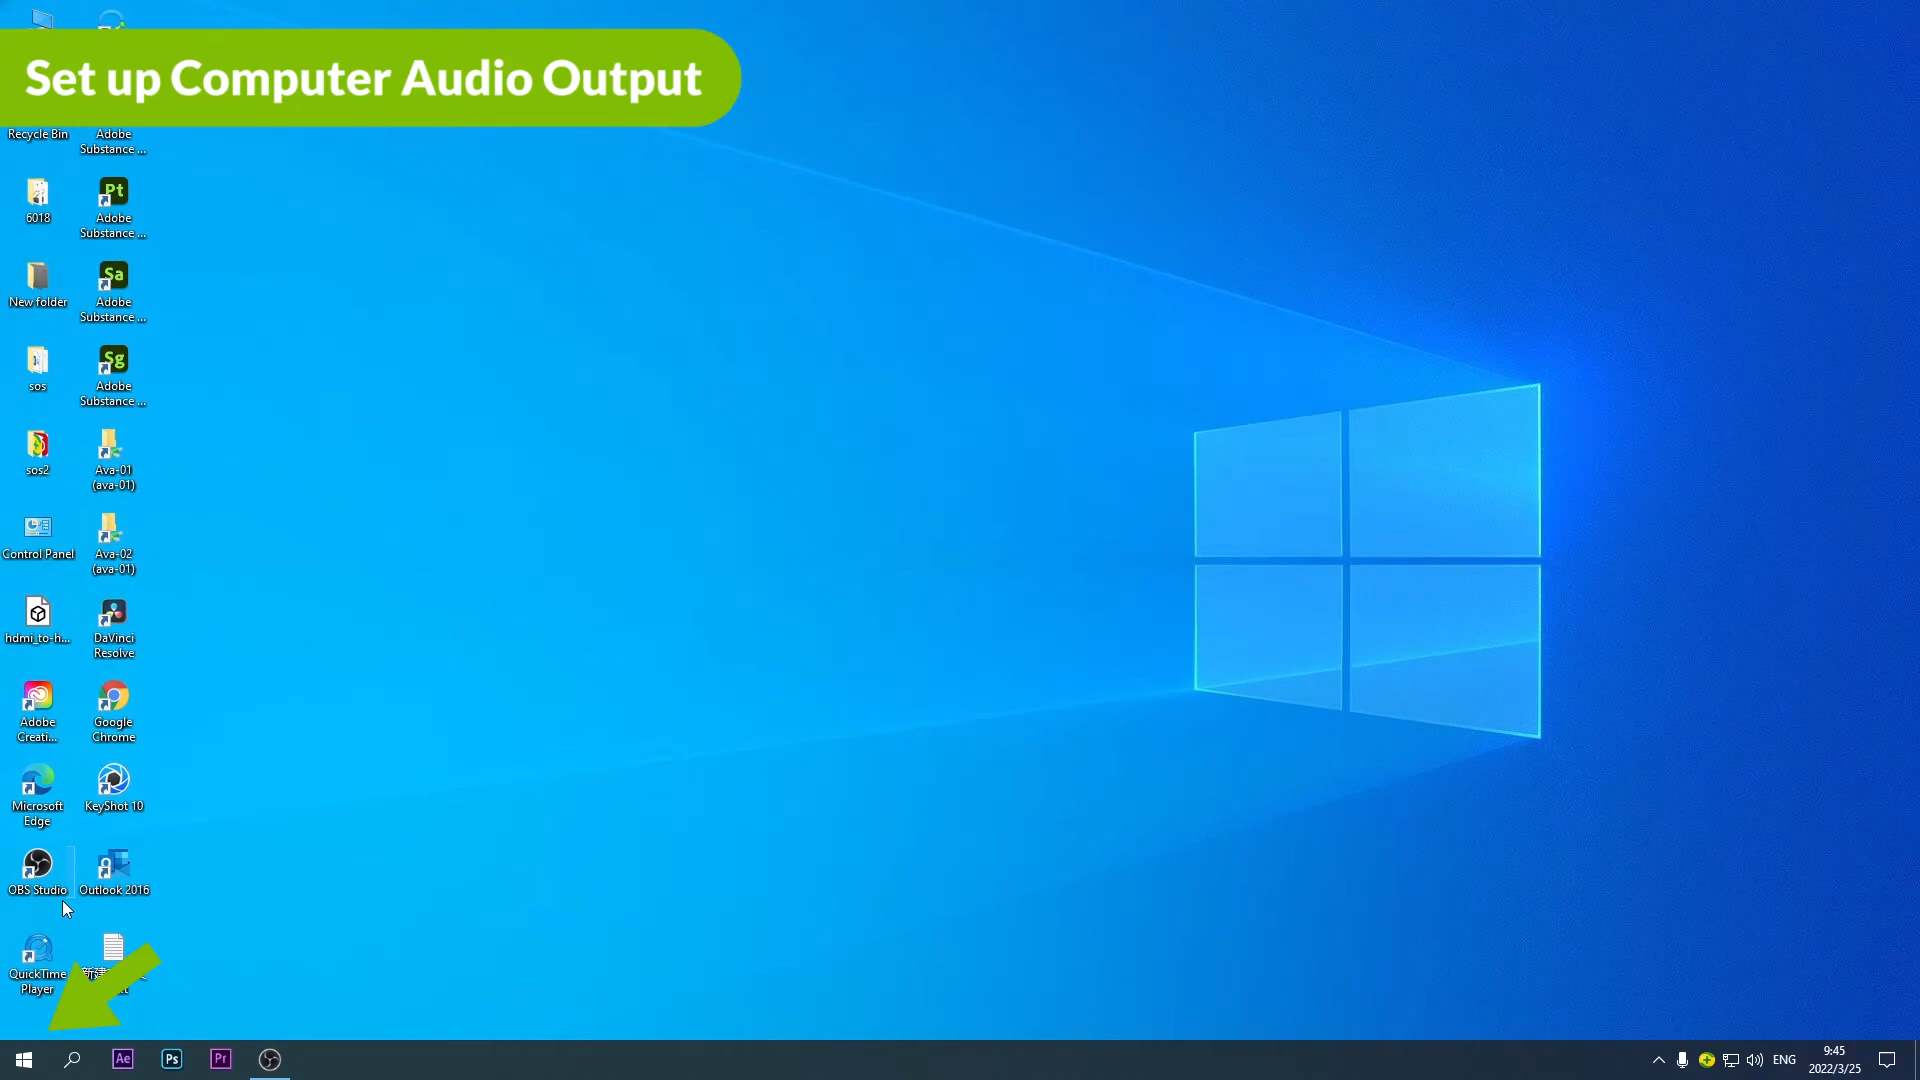 Set up Computer Audio Output
Recycle Bin
Adobe
Substance ...
6018
Pt
Adobe
Substance ...
New folder
Sa
Adobe
Substance ...
sos
Sg
Adobe
Substance ...
sos2
Ava-01
(ava-01)
Control Panel
Ava-02
(ava-01)
hdmi_to-h...
DaVinci
Resolve
Adobe
Creati...
Google
Chrome
Microsoft
Edge
KeyShot 10
OBS Studio
Outlook 2016
QuickTime
Player
新建
Ae
Ps
Pr
ENG
9:45
2022/3/25